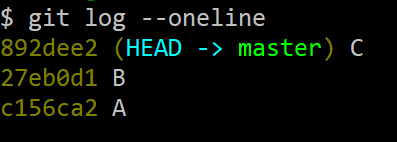 $ git log --oneline
892dee2 (HEAD -> master) C
27eb0d1 B
c156ca2 A